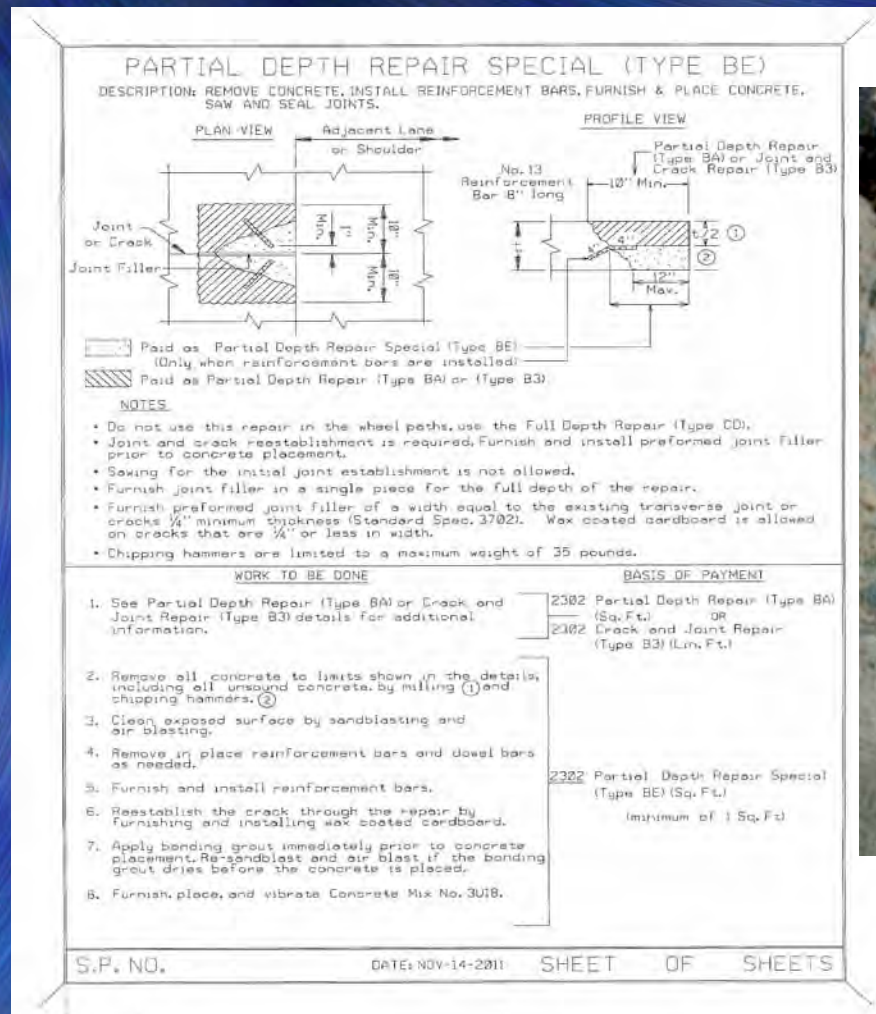 PARTIAL DEPTH REPAIR SPECIAL (TYPE BE)
DESCRIPTION: REMOVE CONCRETE, INSTALL REINFORCEMENT BARS, FURNISH & PLACE CONCRETE,
SAW AND SEAL JOINTS.
PLAN VIEW
Adjacent Lane
or Shoulder
Joint
or Crack
Joint Filler
Min.
1"
10"
Min.
10"
Min.
PROFILE VIEW
Partial Depth Repair
(Type BA) or Joint and
Crack Repair (Type B3)
No. 13
Reinforcement
Bar 8" long
10" Min.
t
4"
4"
t/2 1
2
12"
Max.
Paid as Partial Depth Repair Special (Type BE)
(Only when reinforcement bars are installed)
Paid as Partial Depth Repair (Type BA) or (Type B3)
NOTES
• Do not use this repair in the wheel paths, use the Full Depth Repair (Type CD).
• Joint and crack reestablishment is required. Furnish and install preformed joint filler
prior to concrete placement.
• Sawing for the initial joint establishment is not allowed.
• Furnish joint filler in a single piece for the full depth of the repair.
• Furnish preformed joint filler of a width equal to the existing transverse joint or
cracks 1/4" minimum thickness (Standard Spec. 3702). Wax coated cardboard is allowed
on cracks that are 1/4" or less in width.
• Chipping hammers are limited to a maximum weight of 35 pounds.
WORK TO BE DONE
1. See Partial Depth Repair (Type BA) or Crack and
Joint Repair (Type B3) details for additional
information.
2. Remove all concrete to limits shown in the details,
including all unsound concrete, by milling 1 and
chipping hammers. 2
3. Clean exposed surface by sandblasting and
air blasting.
4. Remove in place reinforcement bars and dowel bars
as needed.
5. Furnish and install reinforcement bars.
6. Reestablish the crack through the repair by
furnishing and installing wax coated cardboard.
7. Apply bonding grout immediately prior to concrete
placement. Re-sandblast and air blast if the bonding
grout dries before the concrete is placed.
8. Furnish, place, and vibrate Concrete Mix No. 3U18.
BASIS OF PAYMENT
2302 Partial Depth Repair (Type BA)
(Sq. Ft.) OR
2302 Crack and Joint Repair
(Type B3) (Lin. Ft.)
2302 Partial Depth Repair Special
(Type BE) (Sq. Ft.)
(minimum of 1 Sq. Ft)
S.P. NO.
DATE: NOV-14-2011
SHEET OF SHEETS